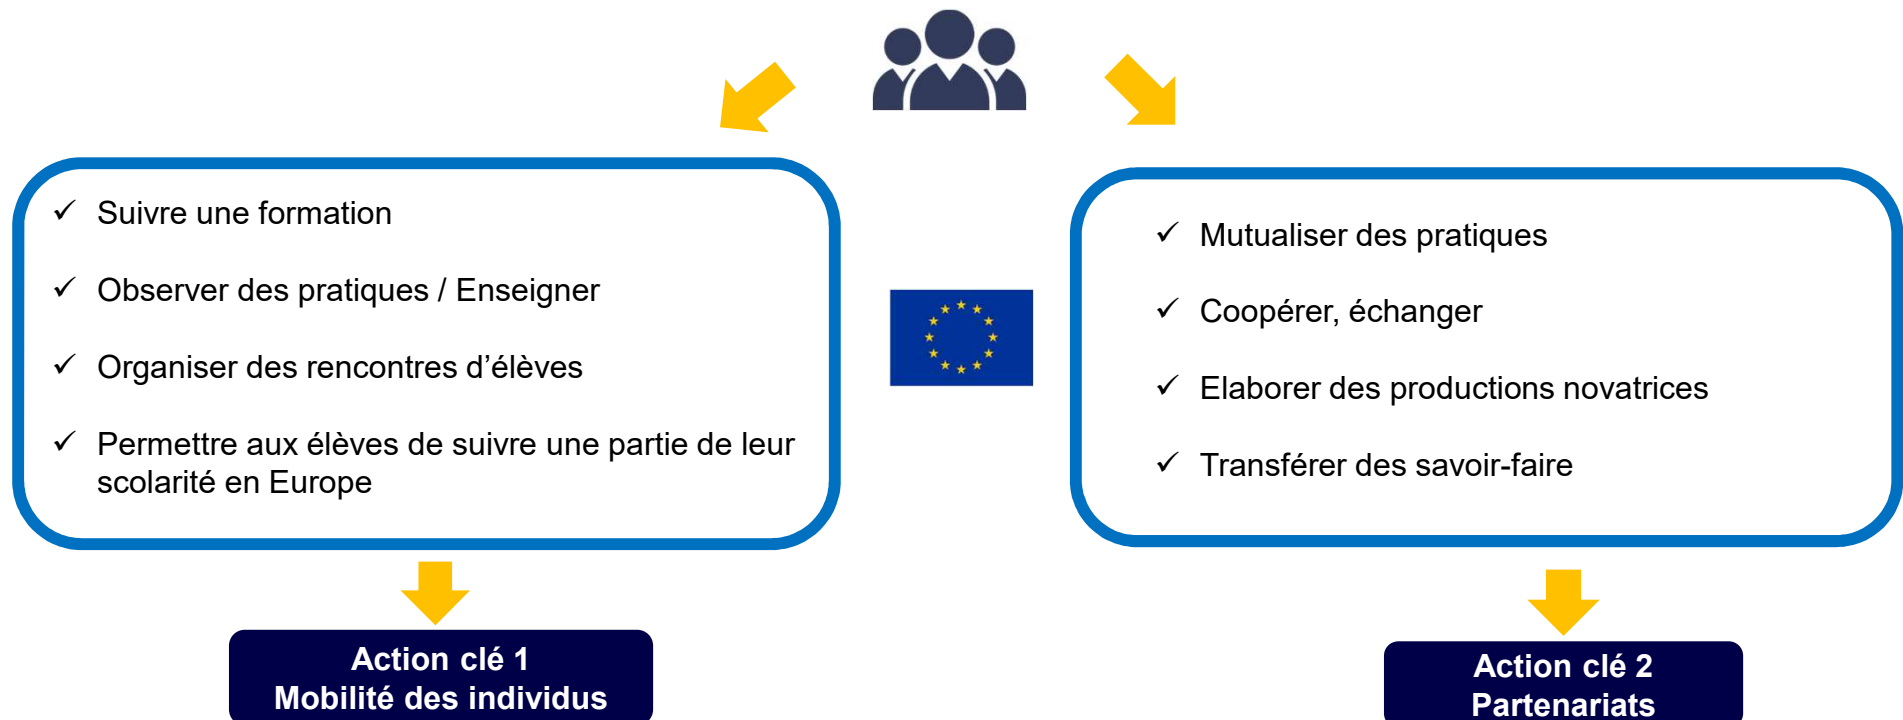 Suivre une formation
Observer des pratiques / Enseigner
Organiser des rencontres d’élèves
Permettre aux élèves de suivre une partie de leur
scolarité en Europe
Action clé 1
Mobilité des individus
Mutualiser des pratiques
Coopérer, échanger
Elaborer des productions novatrices
Transférer des savoir-faire
Action clé 2
Partenariats